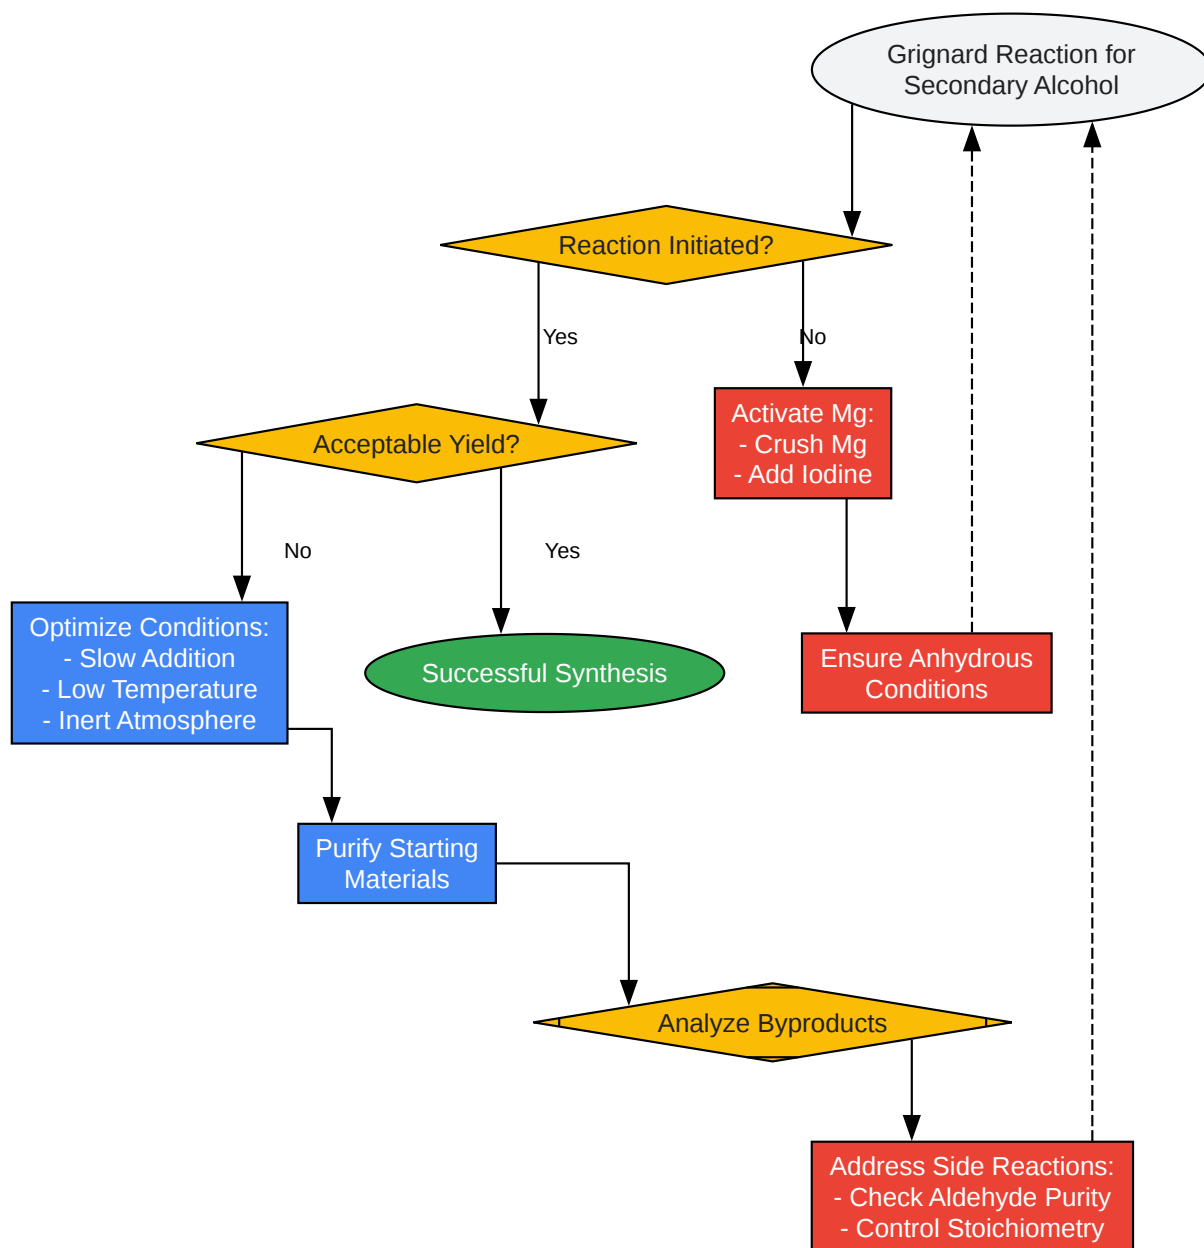 Grignard Reaction for
Secondary Alcohol
Reaction Initiated?
Yes
No
Activate Mg:
- Crush Mg
- Add Iodine
Acceptable Yield?
No
Yes
Optimize Conditions:
- Slow Addition
- Low Temperature
- Inert Atmosphere
Successful Synthesis
Ensure Anhydrous
Conditions
Purify Starting
Materials
Analyze Byproducts
Address Side Reactions:
- Check Aldehyde Purity
- Control Stoichiometry